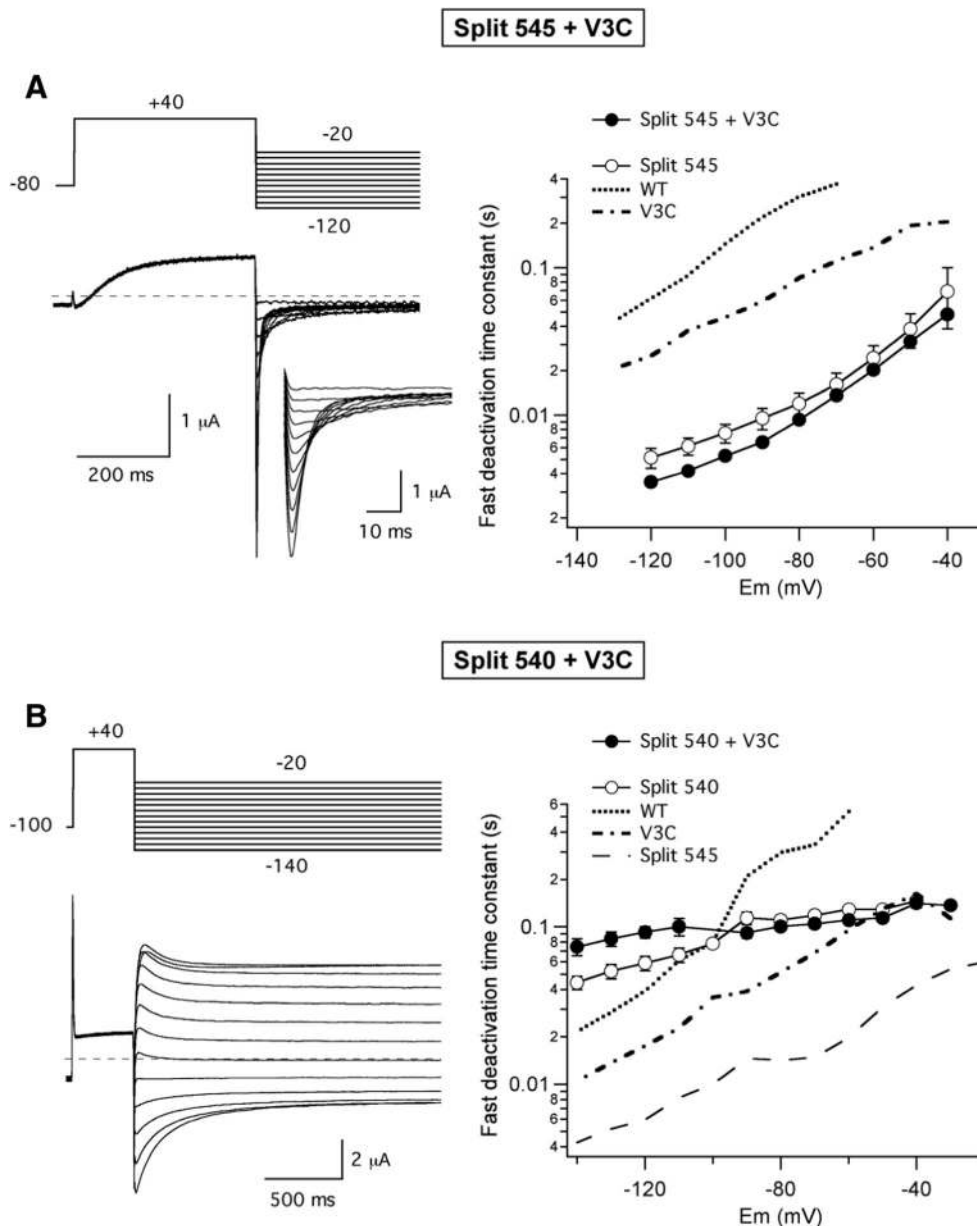 Split 545 + V3C
A
+40
-20
-80
-120
1 μA
200 ms
1 μA
10 ms
Split 545 + V3C
Split 545
WT
V3C
Fast deactivation time constant (s)
4
2
0.1
8
6
4
2
0.01
8
6
4
2
-140
-120
-100
-80
-60
-40
Em (mV)
Split 540 + V3C
B
+40
-20
-100
-140
2 μA
500 ms
Split 540 + V3C
Split 540
WT
V3C
Split 545
Fast deactivation time constant (s)
6
4
2
0.1
8
6
4
2
0.01
8
6
4
-120
-80
-40
Em (mV)